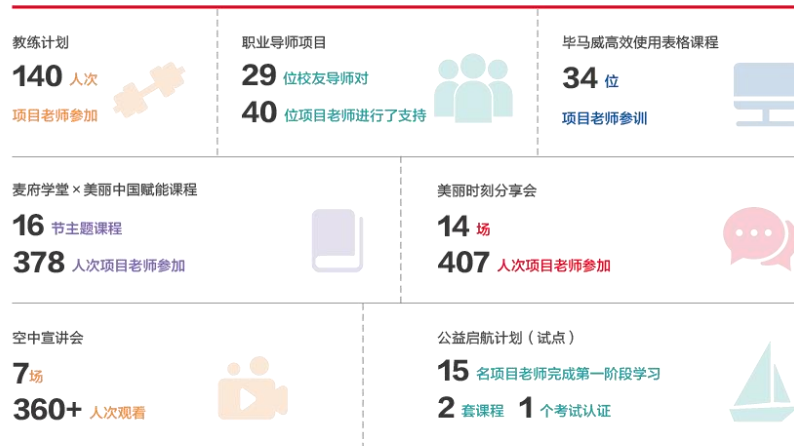 教练计划
140 人次
项目老师参加
职业导师项目
29 位校友导师对
40 位项目老师进行了支持
毕马威高效使用表格课程
34 位
项目老师参训
麦府学堂×美丽中国赋能课程
16 节主题课程
378 人次项目老师参加
美丽时刻分享会
14 场
407 人次项目老师参加
空中宣讲会
7场
360+ 人次观看
公益启航计划（试点）
15 名项目老师完成第一阶段学习
2 套课程 1 个考试认证